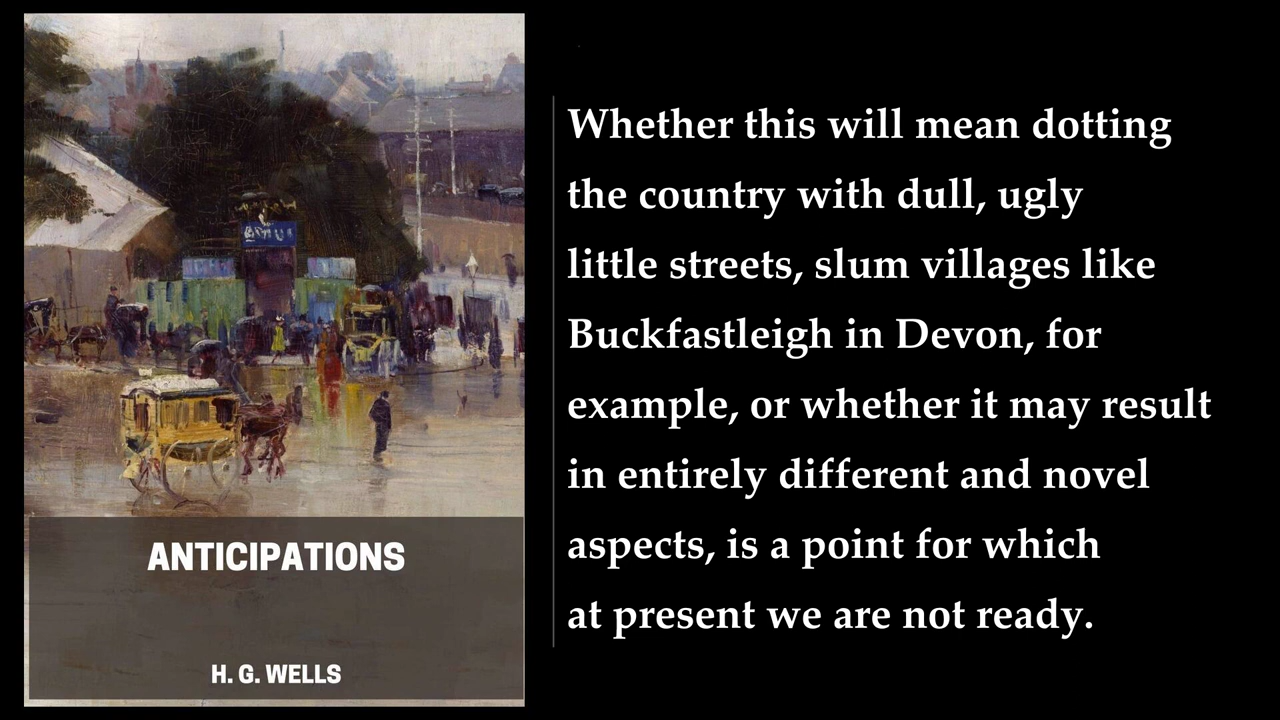 ANTICIPATIONS
H. G. WELLS
Whether this will mean dotting
the country with dull, ugly
little streets, slum villages like
Buckfastleigh in Devon, for
example, or whether it may result
in entirely different and novel
aspects, is a point for which
at present we are not ready.